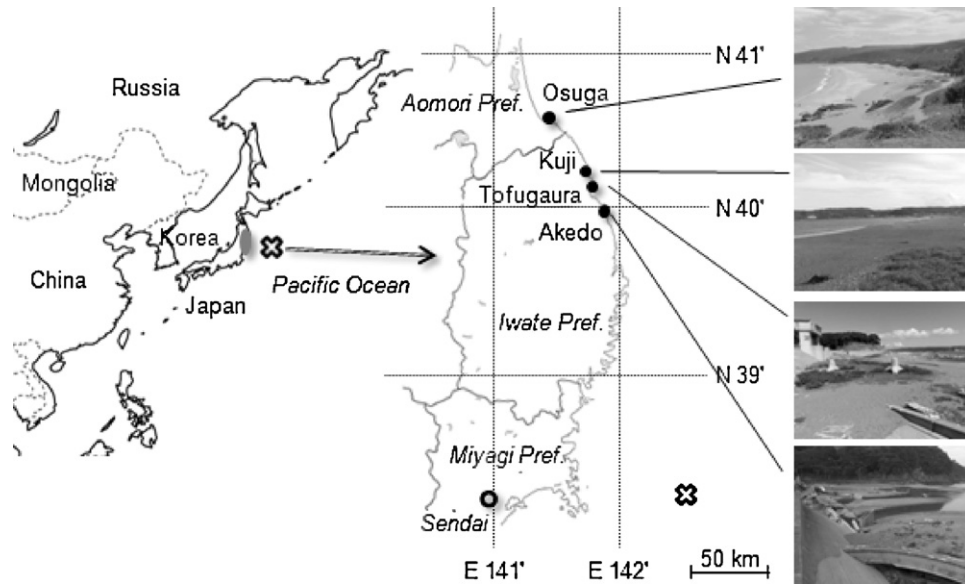 Russia
Mongolia
Korea
China
Japan
Pacific Ocean
N 41'
Aomori Pref.
Osuga
Kuji
Tofugaura
N 40'
Akedo
Iwate Pref.
N 39'
Miyagi Pref.
Sendai
E 141'
E 142'
50 km